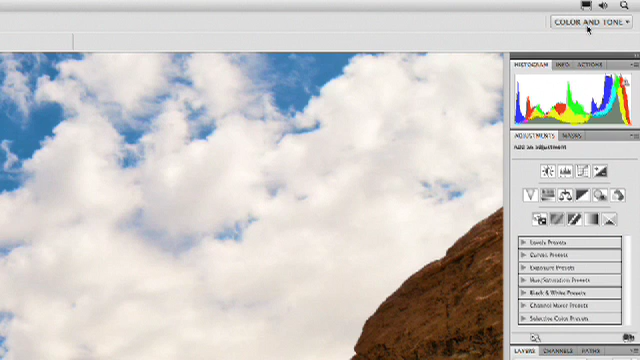 COLOR AND TONE
HISTOGRAM INFO ACTIONS
ADJUSTMENTS MASKS
Add an adjustment
Levels Presets
Curves Presets
Exposure Presets
Hue/Saturation Presets
Black & White Presets
Channel Mixer Presets
Selective Color Presets
LAYERS CHANNELS PATHS